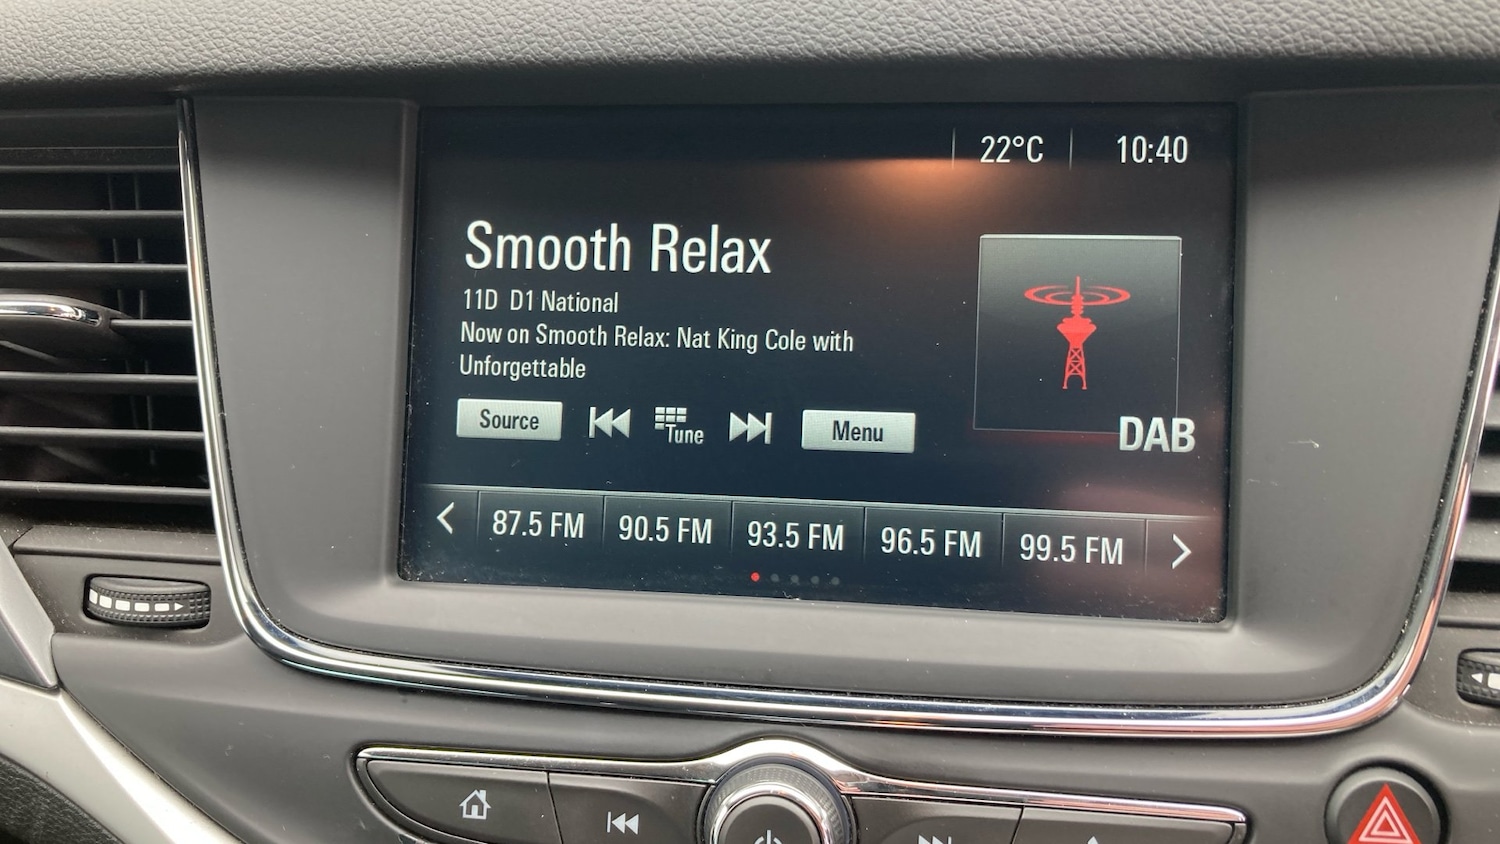 22°C 10:40
Smooth Relax
11D D1 National
Now on Smooth Relax: Nat King Cole with
Unforgettable
Source Tune Menu
DAB
87.5 FM 90.5 FM 93.5 FM 96.5 FM 99.5 FM